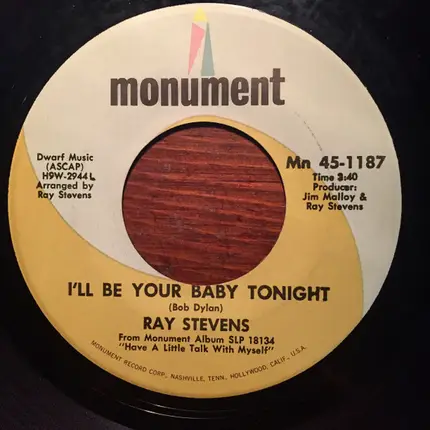 monument
Dwarf Music
(ASCAP)
H9W-2944L
Arranged by
Ray Stevens
Mn 45-1187
Time 3:40
Producer:
Jim Malloy &
Ray Stevens
I'LL BE YOUR BABY TONIGHT
(Bob Dylan)
RAY STEVENS
From Monument Album SLP 18134
"Have A Little Talk With Myself"
MONUMENT RECORD CORP., NASHVILLE, TENN., HOLLYWOOD, CALIF., U.S.A.